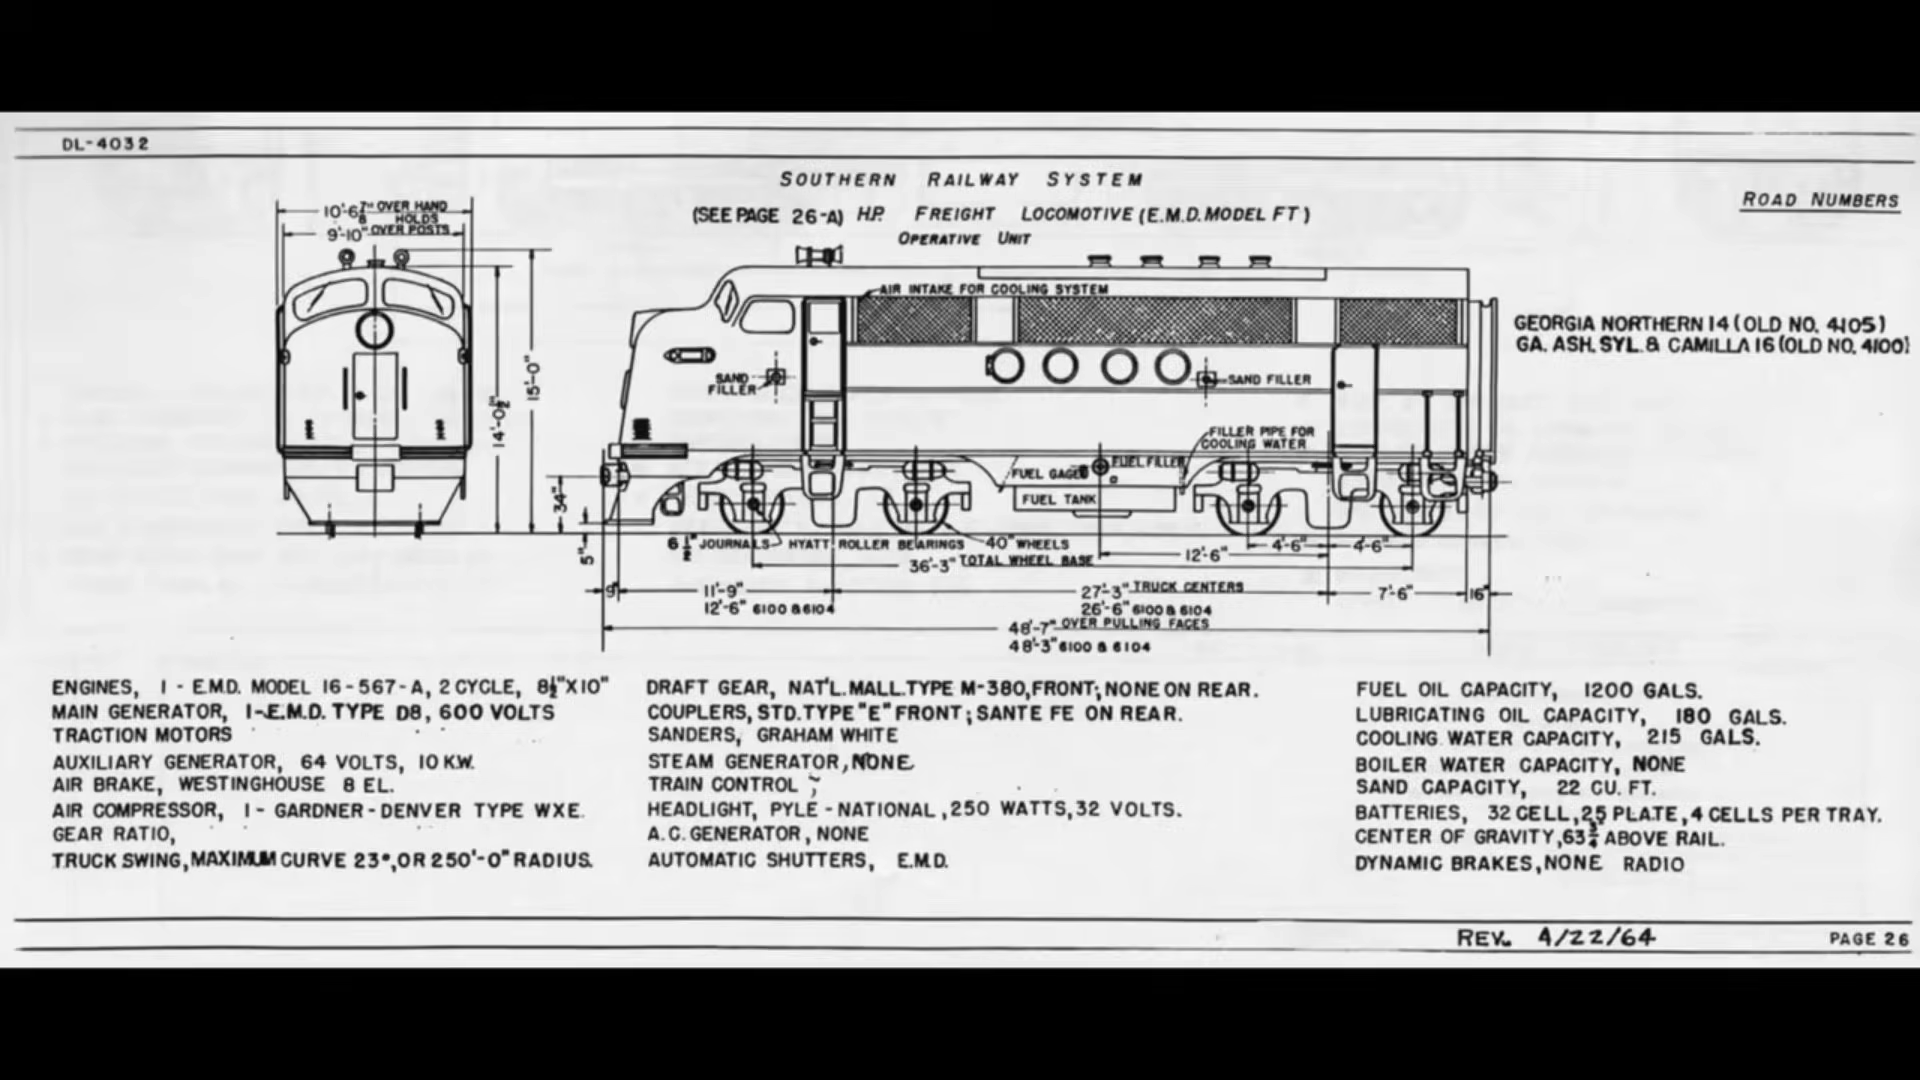 DL-4032
SOUTHERN RAILWAY SYSTEM
ROAD NUMBERS
(SEE PAGE 26-A) H.P. FREIGHT LOCOMOTIVE (E.M.D. MODEL FT)
OPERATIVE UNIT
10'-6 7/8" OVER HAND HOLDS
9'-10" OVER POSTS
14'-0 1/2"
15'-0"
AIR INTAKE FOR COOLING SYSTEM
GEORGIA NORTHERN 14 (OLD NO. 4105)
GA. ASH. SYL. & CAMILLA 16 (OLD NO. 4100)
SAND FILLER
SAND FILLER
FILLER PIPE FOR
COOLING WATER
FUEL GAGE
FUEL FILLER
FUEL TANK
34"
5"
6 1/2" JOURNALS - HYATT ROLLER BEARINGS
40" WHEELS
12'-6"
4'-6"
4'-6"
36'-3" TOTAL WHEEL BASE
9"
11'-9"
27'-3" TRUCK CENTERS
7'-6"
16"
12'-6" 6100 & 6104
26'-6" 6100 & 6104
48'-7" OVER PULLING FACES
48'-3" 6100 & 6104
ENGINES, 1 - E.M.D. MODEL 16-567-A, 2 CYCLE, 8 1/2" X 10"
MAIN GENERATOR, 1-E.M.D. TYPE D8, 600 VOLTS
TRACTION MOTORS
AUXILIARY GENERATOR, 64 VOLTS, 10 K.W.
AIR BRAKE, WESTINGHOUSE 8 EL.
AIR COMPRESSOR, 1 - GARDNER-DENVER TYPE WXE.
GEAR RATIO,
TRUCK SWING, MAXIMUM CURVE 23°, OR 250'-0" RADIUS.
DRAFT GEAR, NAT'L. MALL. TYPE M-380, FRONT; NONE ON REAR.
COUPLERS, STD. TYPE "E" FRONT; SANTE FE ON REAR.
SANDERS, GRAHAM WHITE
STEAM GENERATOR, NONE
TRAIN CONTROL
HEADLIGHT, PYLE-NATIONAL, 250 WATTS, 32 VOLTS.
A.C. GENERATOR, NONE
AUTOMATIC SHUTTERS, E.M.D.
FUEL OIL CAPACITY, 1200 GALS.
LUBRICATING OIL CAPACITY, 180 GALS.
COOLING WATER CAPACITY, 215 GALS.
BOILER WATER CAPACITY, NONE
SAND CAPACITY, 22 CU. FT.
BATTERIES, 32 CELL, 25 PLATE, 4 CELLS PER TRAY.
CENTER OF GRAVITY, 63 3/4" ABOVE RAIL.
DYNAMIC BRAKES, NONE RADIO
REV. 4/22/64
PAGE 26